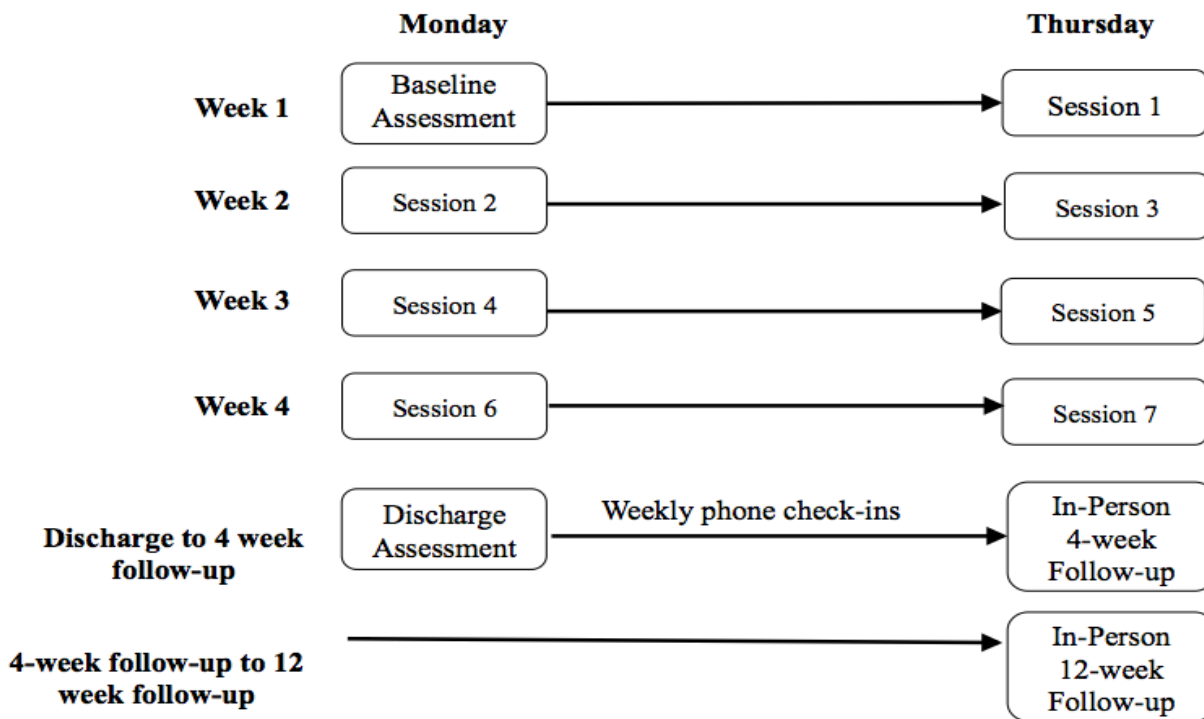 Monday
Thursday
Week 1
Baseline
Assessment
Session 1
Week 2
Session 2
Session 3
Week 3
Session 4
Session 5
Week 4
Session 6
Session 7
Discharge to 4 week
follow-up
Discharge
Assessment
Weekly phone check-ins
In-Person
4-week
Follow-up
4-week follow-up to 12
week follow-up
In-Person
12-week
Follow-up